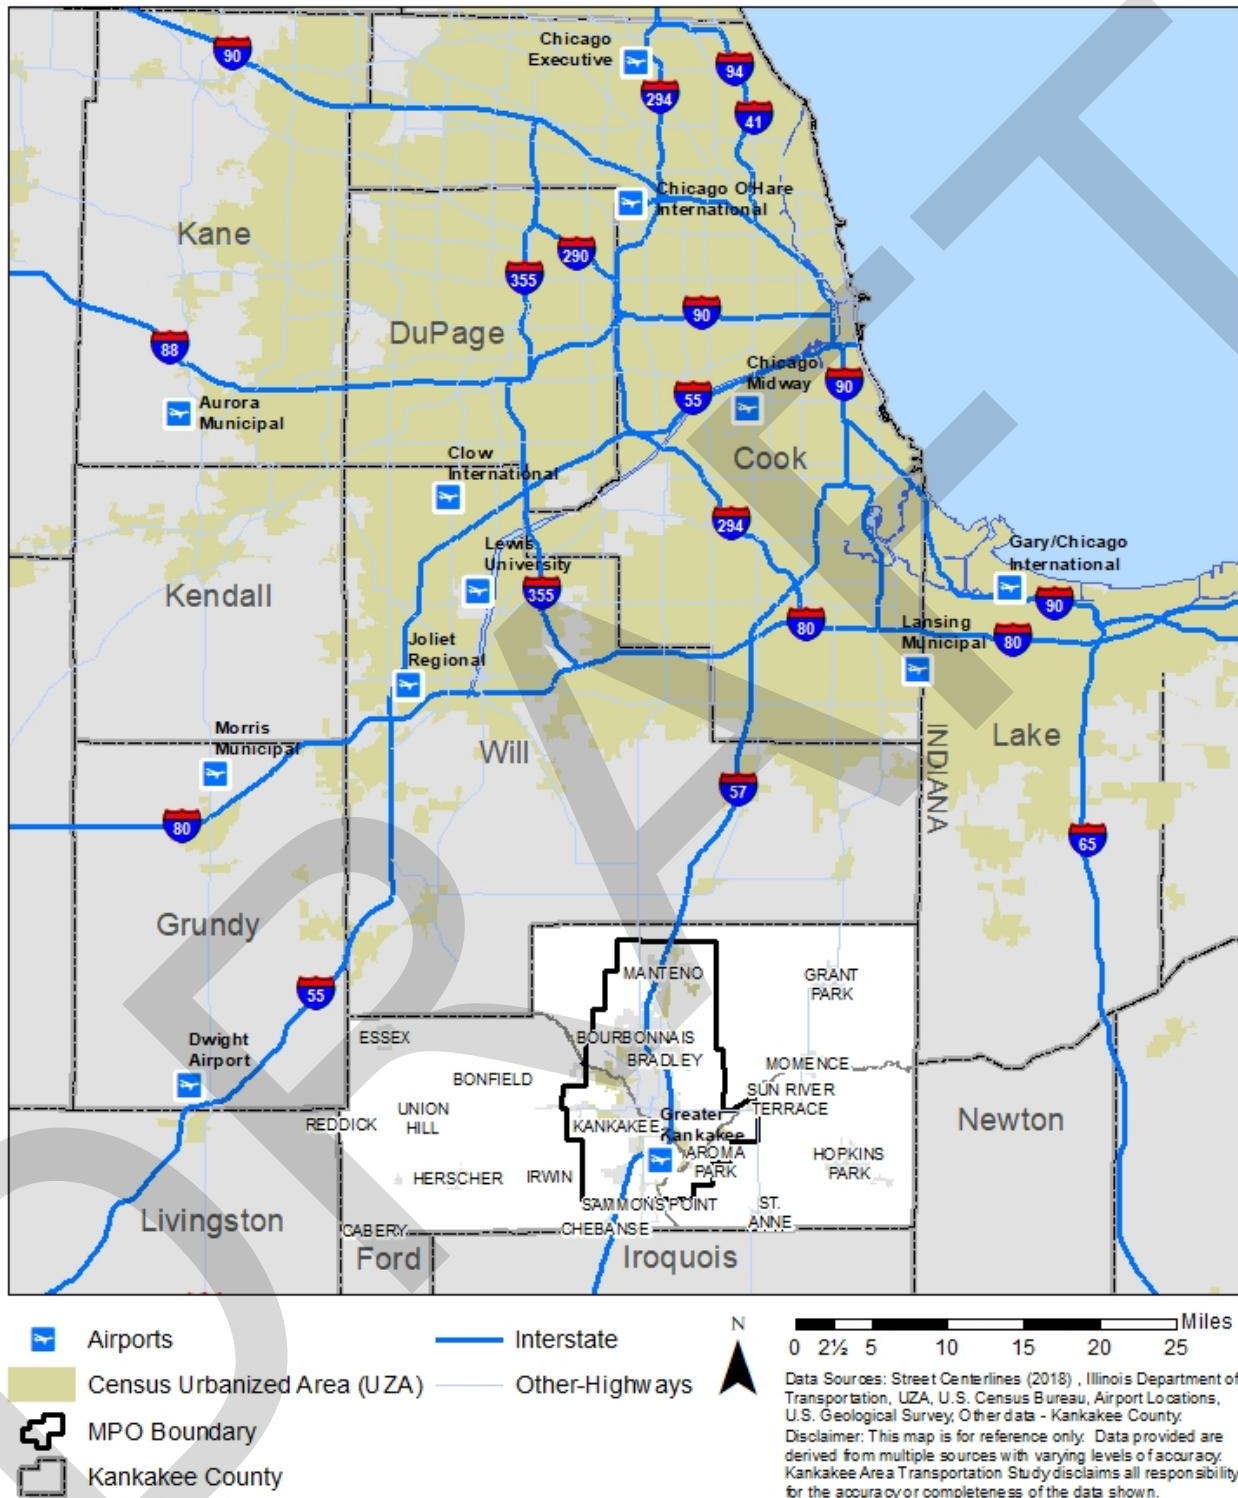 Chicago
Executive
90
94
294
41
Chicago O'Hare
International
Kane
290
355
90
DuPage
88
Chicago
Midway
90
55
Aurora
Municipal
Clow
International
Cook
294
Lewis
University
Gary/Chicago
International
Kendall
355
90
80
Lansing
Municipal
80
Joliet
Regional
Morris
Municipal
Will
INDIANA
Lake
57
80
65
Grundy
55
MANTENO
GRANT
PARK
Dwight
Airport
ESSEX
BOURBONNAIS
BRADLEY
MOMENCE
BONFIELD
SUN RIVER
TERRACE
UNION
HILL
REDDICK
KANKAKEE
Greater
Kankakee
Newton
AROMA
PARK
HOPKINS
PARK
HERSCHER
IRWIN
SAMMONS POINT
ST.
ANNE
Livingston
CABERY
CHEBANSE
Ford
Iroquois
DRAFT
Airports
Interstate
Census Urbanized Area (UZA)
Other-Highways
MPO Boundary
Kankakee County
N
Miles
0 2½ 5 10 15 20 25
Data Sources: Street Centerlines (2018) , Illinois Department of
Transportation, UZA, U.S. Census Bureau, Airport Locations,
U.S. Geological Survey, Other data - Kankakee County.
Disclaimer: This map is for reference only. Data provided are
derived from multiple sources with varying levels of accuracy.
Kankakee Area Transportation Study disclaims all responsibility
for the accuracy or completeness of the data shown.